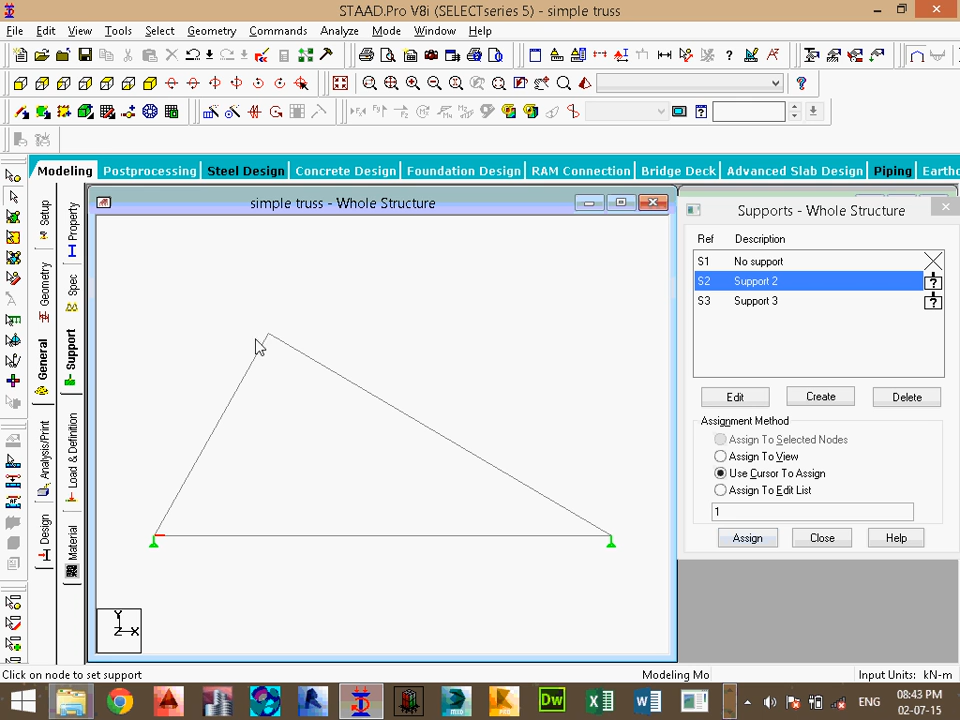 STAAD.Pro V8i (SELECTseries 5) - simple truss
File Edit View Tools Select Geometry Commands Analyze Mode Window Help
Modeling Postprocessing Steel Design Concrete Design Foundation Design RAM Connection Bridge Deck Advanced Slab Design Piping Earth
Setup
Geometry
General
Analysis/Print
Design
Property
Spec
Support
Load & Definition
Material
simple truss - Whole Structure
Y
Z X
Supports - Whole Structure
Ref Description
S1 No support
S2 Support 2
S3 Support 3
Edit Create Delete
Assignment Method
Assign To Selected Nodes
Assign To View
Use Cursor To Assign
Assign To Edit List
1
Assign Close Help
Click on node to set support
Modeling Mo
Input Units: kN-m
Dw
ENG
08:43 PM
02-07-15